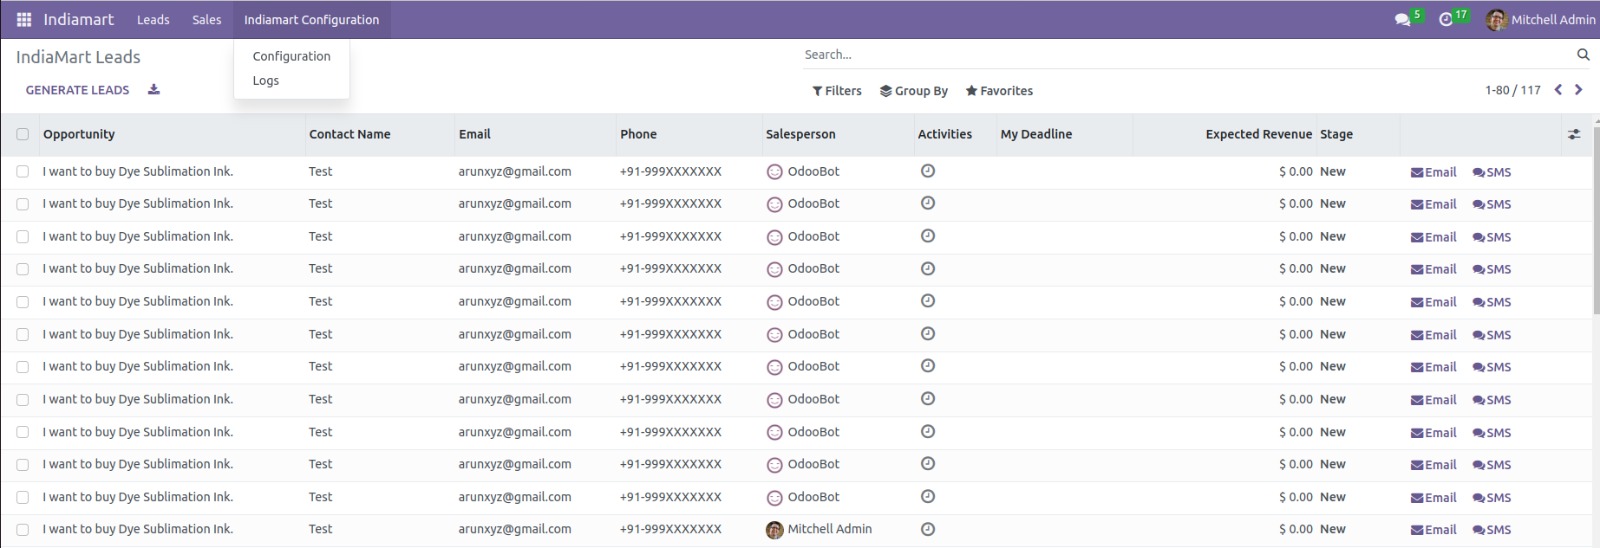 Indiamart Leads Sales Indiamart Configuration 5 17 Mitchell Admin
IndiaMart Leads Configuration Search...
Logs
GENERATE LEADS Filters Group By Favorites 1-80 / 117
Opportunity Contact Name Email Phone Salesperson Activities My Deadline Expected Revenue Stage
I want to buy Dye Sublimation Ink. Test arunxyz@gmail.com +91-999XXXXXXX OdooBot $ 0.00 New Email SMS
I want to buy Dye Sublimation Ink. Test arunxyz@gmail.com +91-999XXXXXXX OdooBot $ 0.00 New Email SMS
I want to buy Dye Sublimation Ink. Test arunxyz@gmail.com +91-999XXXXXXX OdooBot $ 0.00 New Email SMS
I want to buy Dye Sublimation Ink. Test arunxyz@gmail.com +91-999XXXXXXX OdooBot $ 0.00 New Email SMS
I want to buy Dye Sublimation Ink. Test arunxyz@gmail.com +91-999XXXXXXX OdooBot $ 0.00 New Email SMS
I want to buy Dye Sublimation Ink. Test arunxyz@gmail.com +91-999XXXXXXX OdooBot $ 0.00 New Email SMS
I want to buy Dye Sublimation Ink. Test arunxyz@gmail.com +91-999XXXXXXX OdooBot $ 0.00 New Email SMS
I want to buy Dye Sublimation Ink. Test arunxyz@gmail.com +91-999XXXXXXX OdooBot $ 0.00 New Email SMS
I want to buy Dye Sublimation Ink. Test arunxyz@gmail.com +91-999XXXXXXX OdooBot $ 0.00 New Email SMS
I want to buy Dye Sublimation Ink. Test arunxyz@gmail.com +91-999XXXXXXX OdooBot $ 0.00 New Email SMS
I want to buy Dye Sublimation Ink. Test arunxyz@gmail.com +91-999XXXXXXX OdooBot $ 0.00 New Email SMS
I want to buy Dye Sublimation Ink. Test arunxyz@gmail.com +91-999XXXXXXX Mitchell Admin $ 0.00 New Email SMS